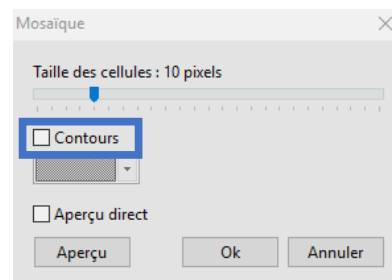 Mosaïque
Taille des cellules : 10 pixels
Contours
Aperçu direct
Aperçu Ok Annuler